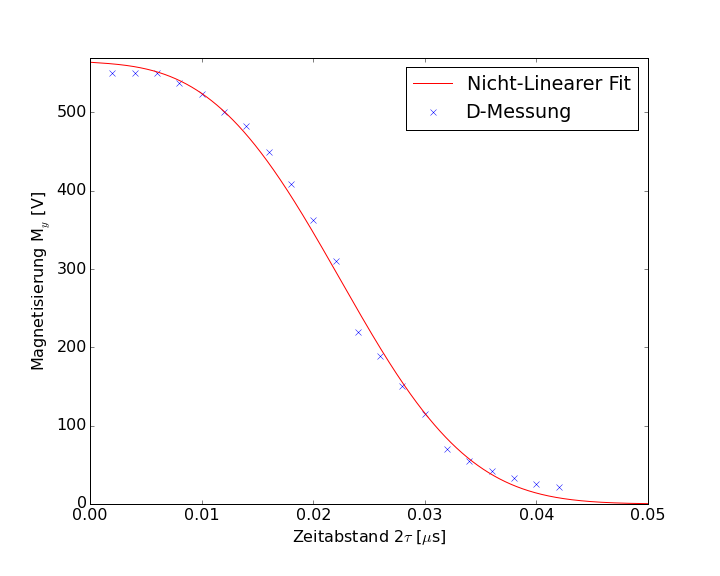 Nicht-Linearer Fit
D-Messung
Magnetisierung M_y [V]
500
400
300
200
100
0
0.00 0.01 0.02 0.03 0.04 0.05
Zeitabstand 2τ [μs]